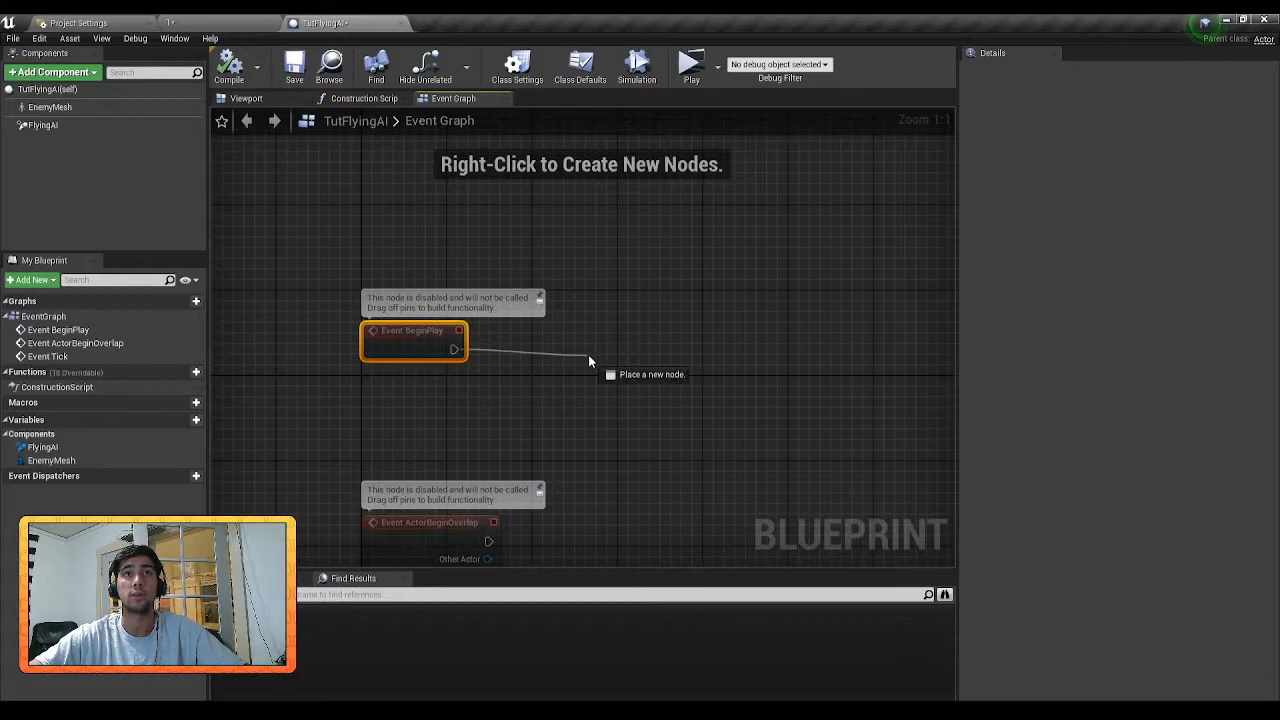 Project Settings
1*
TutFlyingAI*
File Edit Asset View Debug Window Help
Parent class: Actor
Components
+ Add Component
Search
TutFlyingAI(self)
EnemyMesh
FlyingAI
Compile Save Browse Find Hide Unrelated Class Settings Class Defaults Simulation Play
No debug object selected
Debug Filter
Details
Viewport
Construction Scrip
Event Graph
TutFlyingAI > Event Graph
Zoom 1:1
Right-Click to Create New Nodes.
My Blueprint
+ Add New
Search
Graphs
EventGraph
Event BeginPlay
Event ActorBeginOverlap
Event Tick
Functions (18 Overridable)
ConstructionScript
Macros
Variables
Components
FlyingAI
EnemyMesh
Event Dispatchers
This node is disabled and will not be called
Drag off pins to build functionality.
Event BeginPlay
Place a new node.
This node is disabled and will not be called
Drag off pins to build functionality.
Event ActorBeginOverlap
Other Actor
BLUEPRINT
Find Results
name to find references...